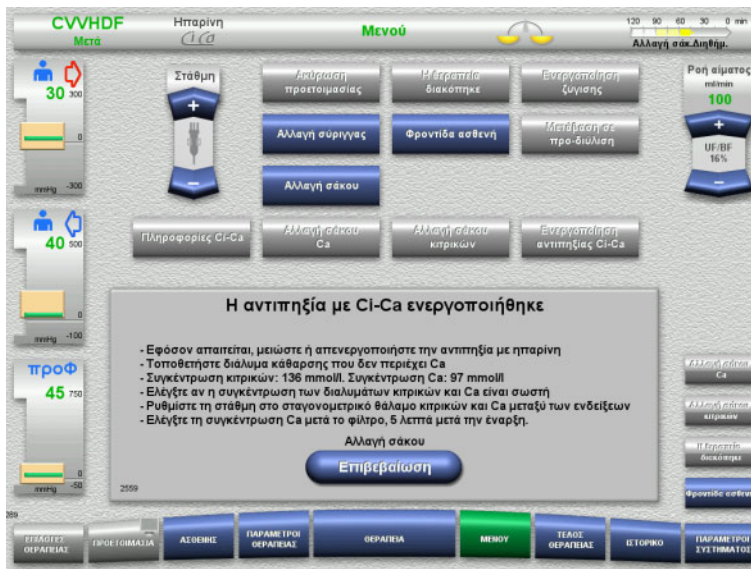 CVVHDF
Μετά
Ηπαρίνη
CiCa
Μενού
120 90 60 30 0 min
Αλλαγή σάκ.Διηθήμ.
30 300
0
mmHg -300
40 500
0
mmHg -100
προΦ
45 750
0
mmHg -50
Στάθμη
+
−
Ακύρωση
προετοιμασίας
Η θεραπεία
διακόπηκε
Ενεργοποίηση
ζύγισης
Αλλαγή σύριγγας
Φροντίδα ασθενή
Μετάβαση σε
προ-διάλυση
Αλλαγή σάκου
Πληροφορίες Ci-Ca
Αλλαγή σάκου
Ca
Αλλαγή σάκου
κιτρικών
Ενεργοποίηση
αντιπηξίας Ci-Ca
Ροή αίματος
ml/min
100
+
UF/BF
16%
−
Η αντιπηξία με Ci-Ca ενεργοποιήθηκε
- Εφόσον απαιτείται, μειώστε ή απενεργοποιήστε την αντιπηξία με ηπαρίνη
- Τοποθετήστε διάλυμα κάθαρσης που δεν περιέχει Ca
- Συγκέντρωση κιτρικών: 136 mmol/l. Συγκέντρωση Ca: 97 mmol/l
- Ελέγξτε αν η συγκέντρωση των διαλυμάτων κιτρικών και Ca είναι σωστή
- Ρυθμίστε τη στάθμη στο σταγονομετρικό θάλαμο κιτρικών και Ca μεταξύ των ενδείξεων
- Ελέγξτε τη συγκέντρωση Ca μετά το φίλτρο, 5 λεπτά μετά την έναρξη.
Αλλαγή σάκου
Επιβεβαίωση
2559
Αλλαγή σάκου
Ca
Αλλαγή σάκου
κιτρικών
Η θεραπεία
διακόπηκε
Φροντίδα ασθενή
ΕΠΙΛΟΓΕΣ
ΘΕΡΑΠΕΙΑΣ
ΠΡΟΕΤΟΙΜΑΣΙΑ
ΑΣΘΕΝΗΣ
ΠΑΡΑΜΕΤΡΟΙ
ΘΕΡΑΠΕΙΑΣ
ΘΕΡΑΠΕΙΑ
ΜΕΝΟΥ
ΤΕΛΟΣ
ΘΕΡΑΠΕΙΑΣ
ΙΣΤΟΡΙΚΟ
ΠΑΡΑΜΕΤΡΟΙ
ΣΥΣΤΗΜΑΤΟΣ